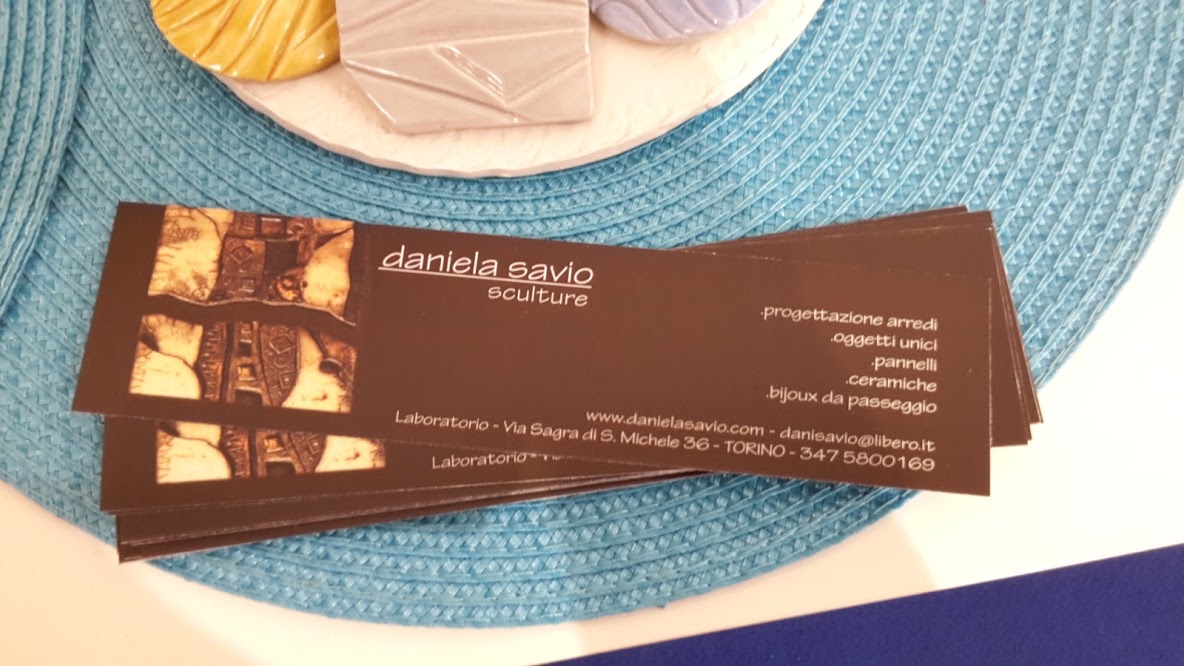 daniela savio
sculture
.progettazione arredi
.oggetti unici
.pannelli
.ceramiche
.bijoux da passeggio
www.danielasavio.com - danisavio@libero.it
Laboratorio - Via Sagra di S. Michele 36 - TORINO - 347 5800169
Laboratorio -